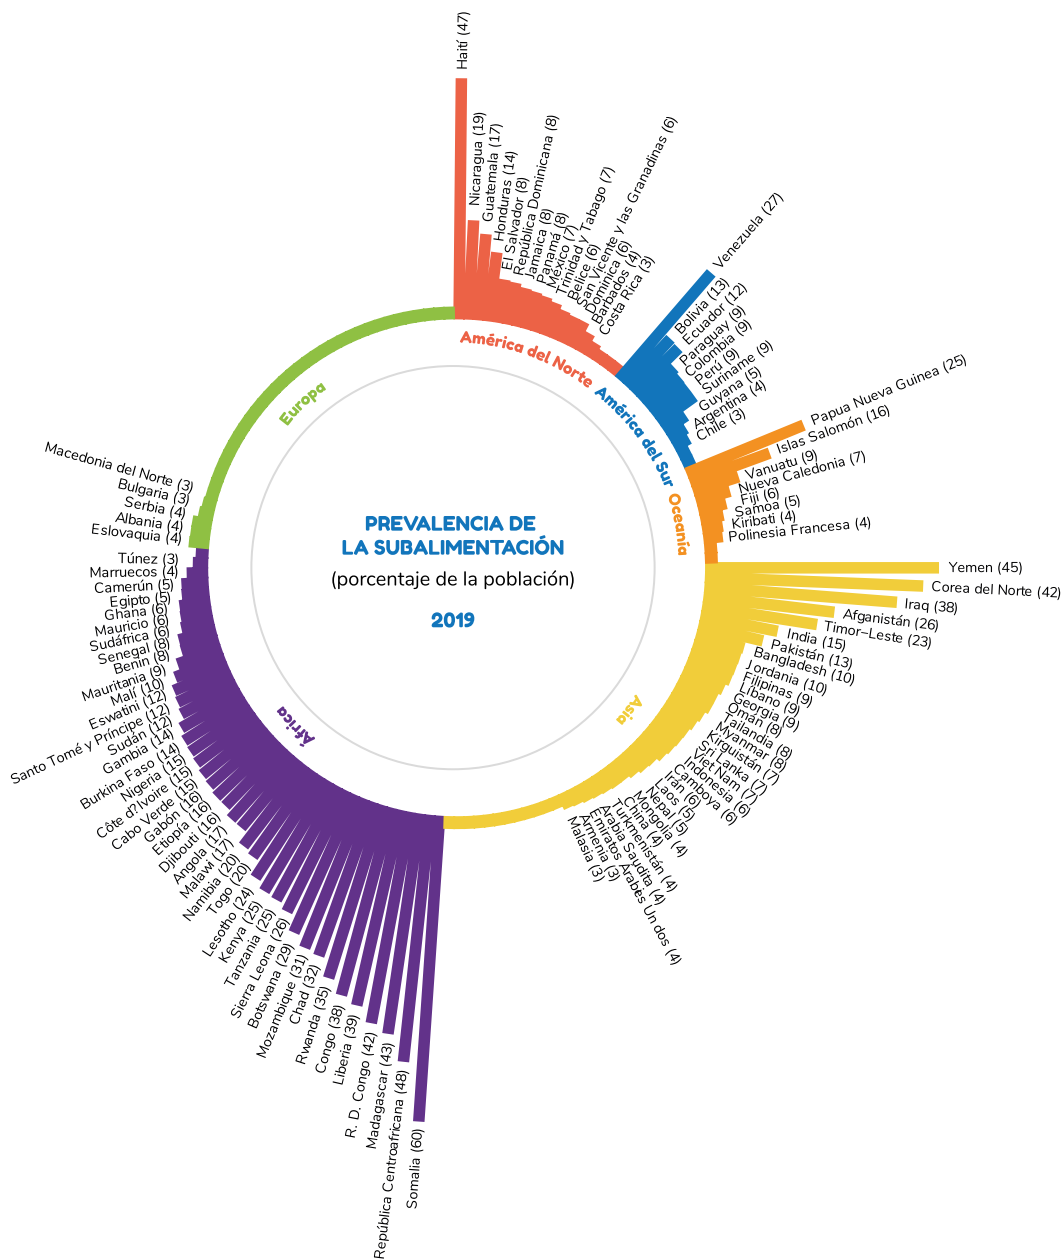 PREVALENCIA DE
LA SUBALIMENTACIÓN
(porcentaje de la población)
2019
América del Norte
Haití (47)
Nicaragua (19)
Guatemala (17)
Honduras (14)
El Salvador (8)
República Dominicana (8)
Jamaica (8)
Panamá (8)
México (7)
Trinidad y Tabago (7)
Belice (6)
San Vicente y las Granadinas (6)
Dominica (6)
Barbados (4)
Costa Rica (3)
América del Sur
Venezuela (27)
Bolivia (13)
Ecuador (12)
Paraguay (9)
Colombia (9)
Perú (9)
Suriname (9)
Guyana (5)
Argentina (4)
Chile (3)
Oceanía
Papua Nueva Guinea (25)
Islas Salomón (16)
Vanuatu (9)
Nueva Caledonia (7)
Fiji (6)
Samoa (5)
Kiribati (4)
Polinesia Francesa (4)
Asia
Yemen (45)
Corea del Norte (42)
Iraq (38)
Afganistán (26)
Timor–Leste (23)
India (15)
Pakistán (13)
Bangladesh (10)
Jordania (10)
Filipinas (9)
Líbano (9)
Georgia (9)
Omán (8)
Tailandia (8)
Myanmar (8)
Kirguistán (7)
Sri Lanka (7)
Viet Nam (7)
Indonesia (6)
Camboya (6)
Irán (6)
Laos (5)
Nepal (5)
Mongolia (4)
China (4)
Turkmenistán (4)
Arabia Saudita (4)
Emiratos Arabes Un dos (4)
Armenia (3)
Malasia (3)
África
Somalia (60)
República Centroafricana (48)
Madagascar (43)
R. D. Congo (42)
Liberia (39)
Congo (38)
Rwanda (35)
Chad (32)
Mozambique (31)
Botswana (29)
Sierra Leona (26)
Tanzania (25)
Kenya (25)
Lesotho (24)
Togo (20)
Namibia (20)
Malawi (17)
Angola (17)
Djibouti (16)
Etiopía (16)
Gabón (16)
Cabo Verde (15)
Côte d?Ivoire (15)
Nigeria (15)
Burkina Faso (14)
Gambia (14)
Sudán (12)
Santo Tomé y Príncipe (12)
Eswatini (12)
Malí (10)
Mauritania (9)
Benin (8)
Senegal (8)
Sudáfrica (6)
Mauricio (6)
Ghana (6)
Egipto (5)
Camerún (5)
Marruecos (4)
Túnez (3)
Europa
Eslovaquia (4)
Albania (4)
Serbia (4)
Bulgaria (3)
Macedonia del Norte (3)